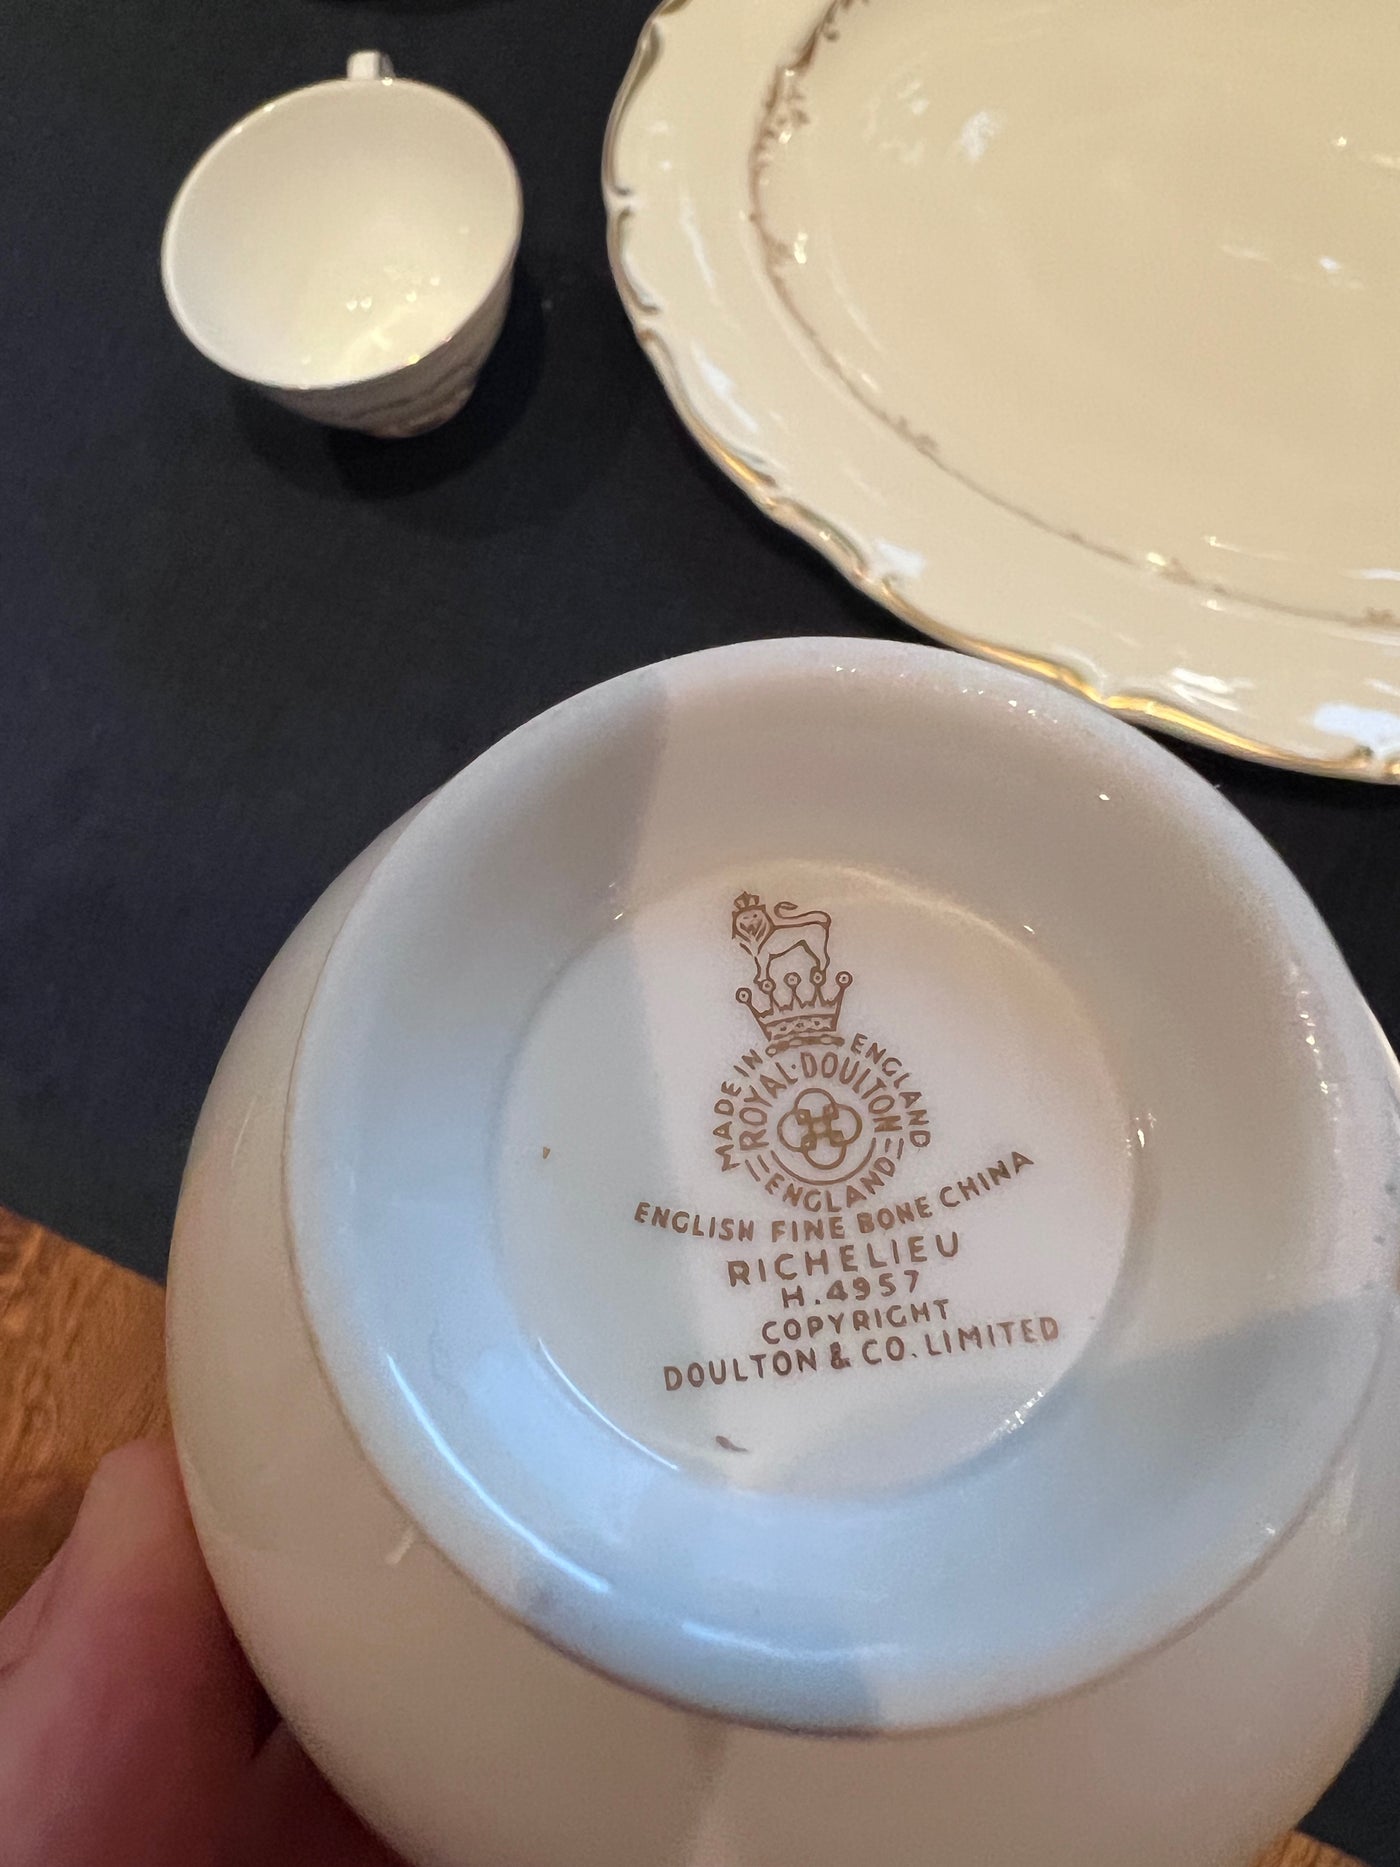 MADE IN ENGLAND
ROYAL·DOULTON
ENGLAND
ENGLISH FINE BONE CHINA
RICHELIEU
H.4957
COPYRIGHT
DOULTON & CO. LIMITED